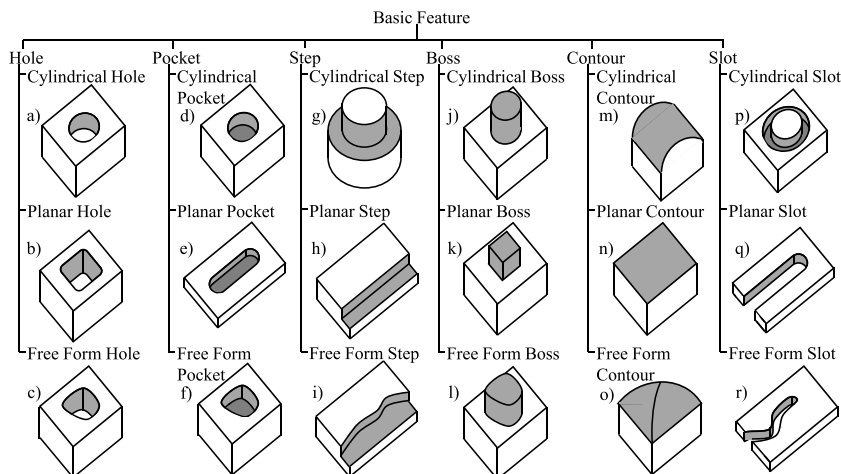 Basic Feature
Hole Pocket Step Boss Contour Slot
Cylindrical Hole Cylindrical Cylindrical Step Cylindrical Boss Cylindrical Cylindrical Slot
Pocket Contour
a) d) g) j) m) p)
Planar Hole Planar Pocket Planar Step Planar Boss Planar Contour Planar Slot
b) e) h) k) n) q)
Free Form Hole Free Form Free Form Step Free Form Boss Free Form Free Form Slot
Pocket Contour
c) f) i) l) o) r)